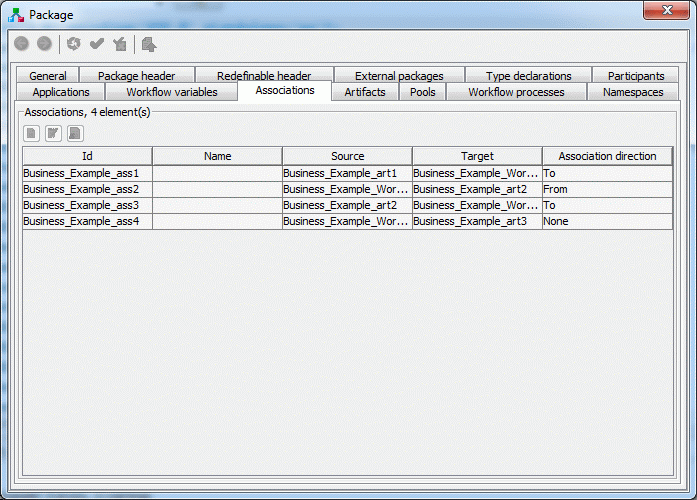 Package
General Package header Redefinable header External packages Type declarations Participants
Applications Workflow variables Associations Artifacts Pools Workflow processes Namespaces
Associations, 4 element(s)
Id Name Source Target Association direction
Business_Example_ass1 Business_Example_art1 Business_Example_Wor... To
Business_Example_ass2 Business_Example_Wor... Business_Example_art2 From
Business_Example_ass3 Business_Example_art2 Business_Example_Wor... To
Business_Example_ass4 Business_Example_Wor... Business_Example_art3 None